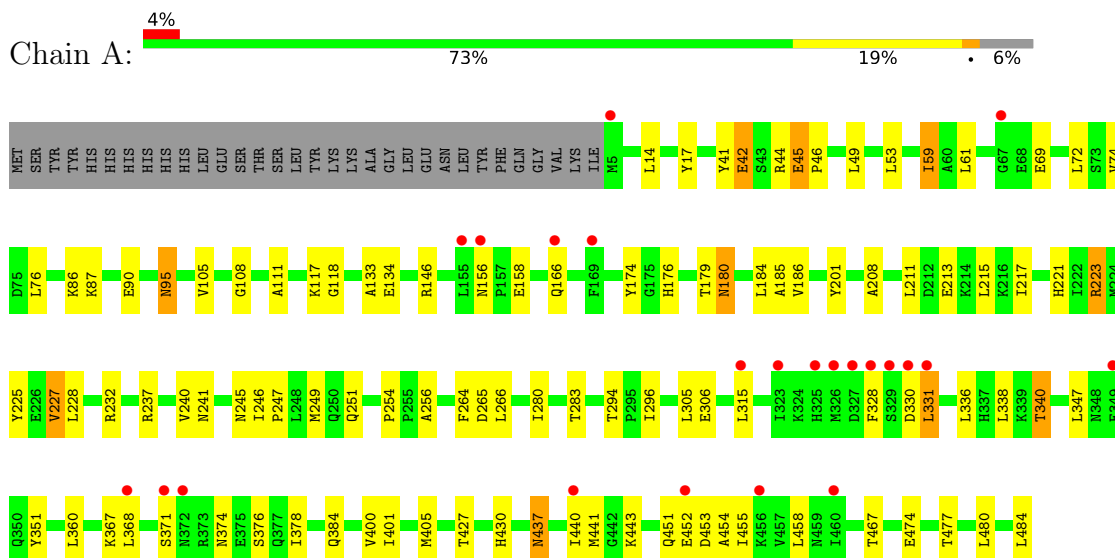 4%
Chain A:
73% 19% • 6%
MET SER TYR TYR HIS HIS HIS HIS HIS HIS LEU GLU SER THR SER LEU TYR LYS LYS ALA GLY LEU GLU ASN LEU TYR PHE GLN GLY VAL LYS ILE M5 L14 Y17 Y41 E42 S43 R44 E45 P46 L49 L53 I59 A60 L61 G67 E68 E69 L72 S73 V74
D75 L76 K86 K87 E90 N95 V105 G108 A111 K117 G118 A133 E134 R146 L155 N156 P157 E158 Q166 F169 Y174 G175 H176 T179 N180 L184 A185 V186 Y201 A208 L211 D212 E213 K214 L215 K216 I217 H221 I222 R223 M224
Y225 E226 V227 L228 R232 R237 V240 N241 N245 I246 P247 L248 M249 Q250 Q251 P254 P255 A256 F264 D265 L266 I280 T283 T294 P295 I296 L305 E306 L315 I323 K324 H325 M326 D327 F328 S329 D330 L331 L336 H337 L338 K339 T340 L347 N348 E349
Q350 Y351 L360 K367 L368 S371 N372 R373 N374 E375 S376 Q377 I378 Q384 V400 I401 M405 T427 H430 N437 I440 M441 G442 K443 Q451 E452 D453 A454 I455 K456 V457 L458 N459 I460 T467 E474 T477 L480 L484